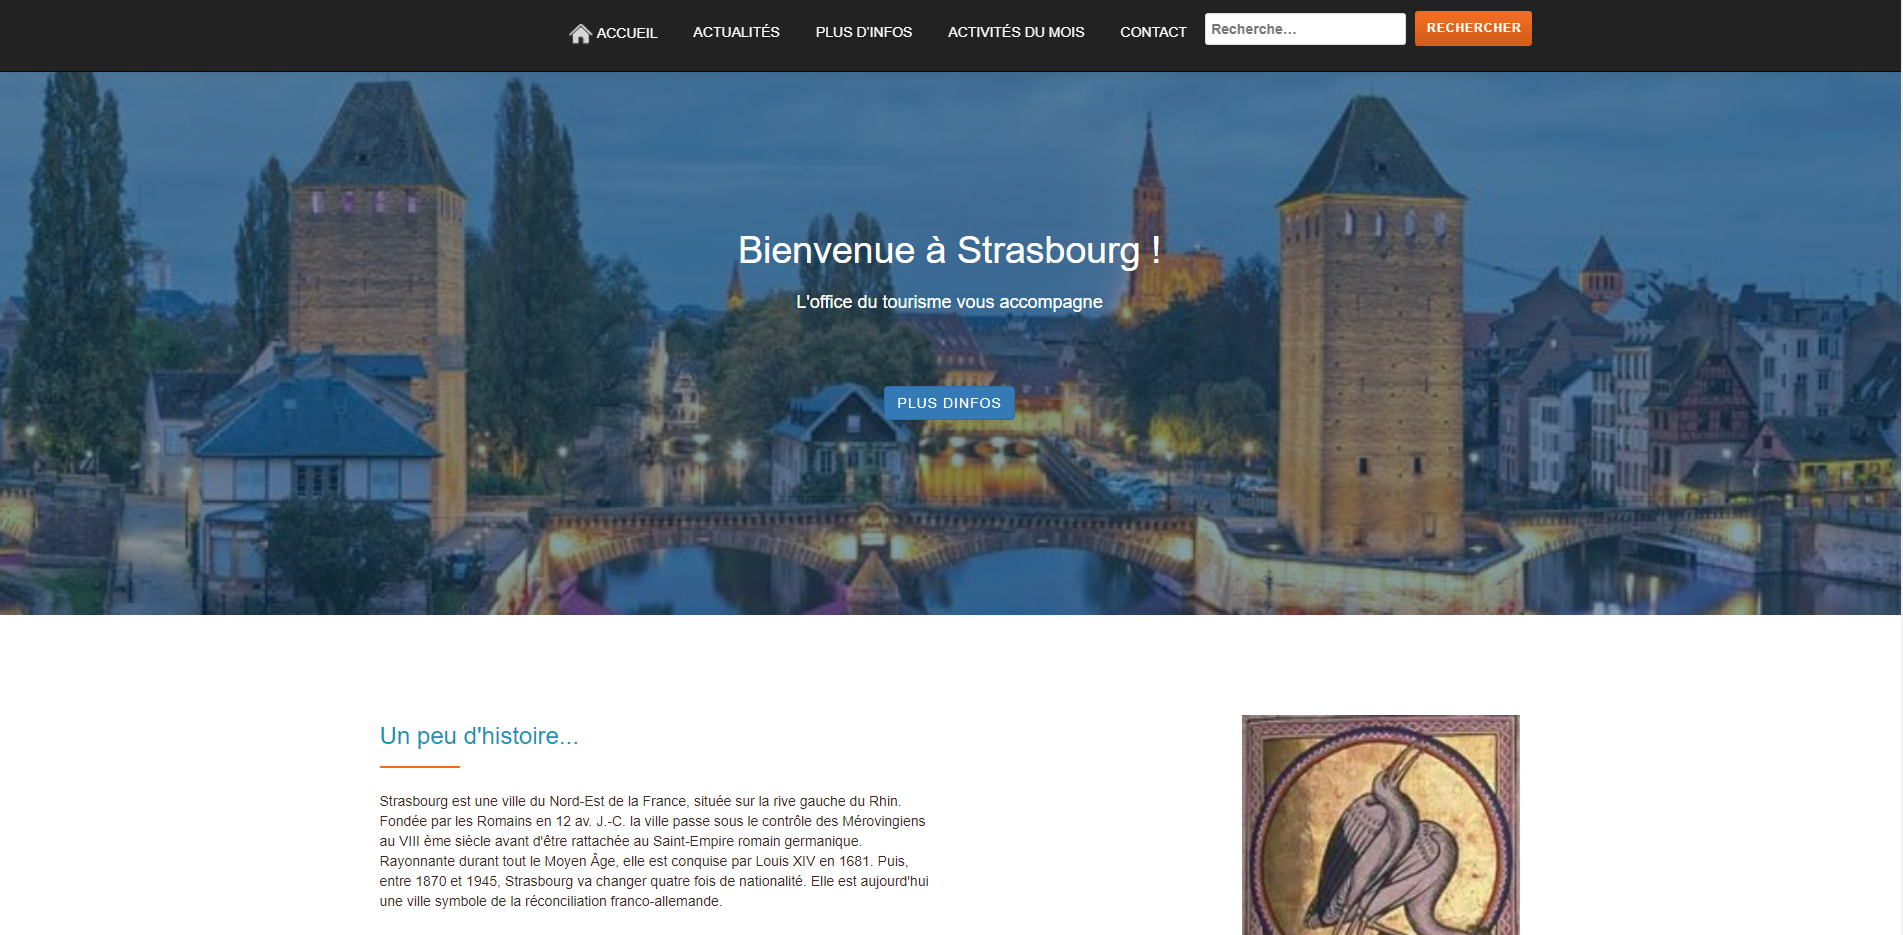 ACCUEIL ACTUALITÉS PLUS D'INFOS ACTIVITÉS DU MOIS CONTACT Recherche... RECHERCHER
Bienvenue à Strasbourg !
L'office du tourisme vous accompagne
PLUS DINFOS
Un peu d'histoire...
Strasbourg est une ville du Nord-Est de la France, située sur la rive gauche du Rhin.
Fondée par les Romains en 12 av. J.-C. la ville passe sous le contrôle des Mérovingiens
au VIII ème siècle avant d'être rattachée au Saint-Empire romain germanique.
Rayonnante durant tout le Moyen Âge, elle est conquise par Louis XIV en 1681. Puis,
entre 1870 et 1945, Strasbourg va changer quatre fois de nationalité. Elle est aujourd'hui
une ville symbole de la réconciliation franco-allemande.